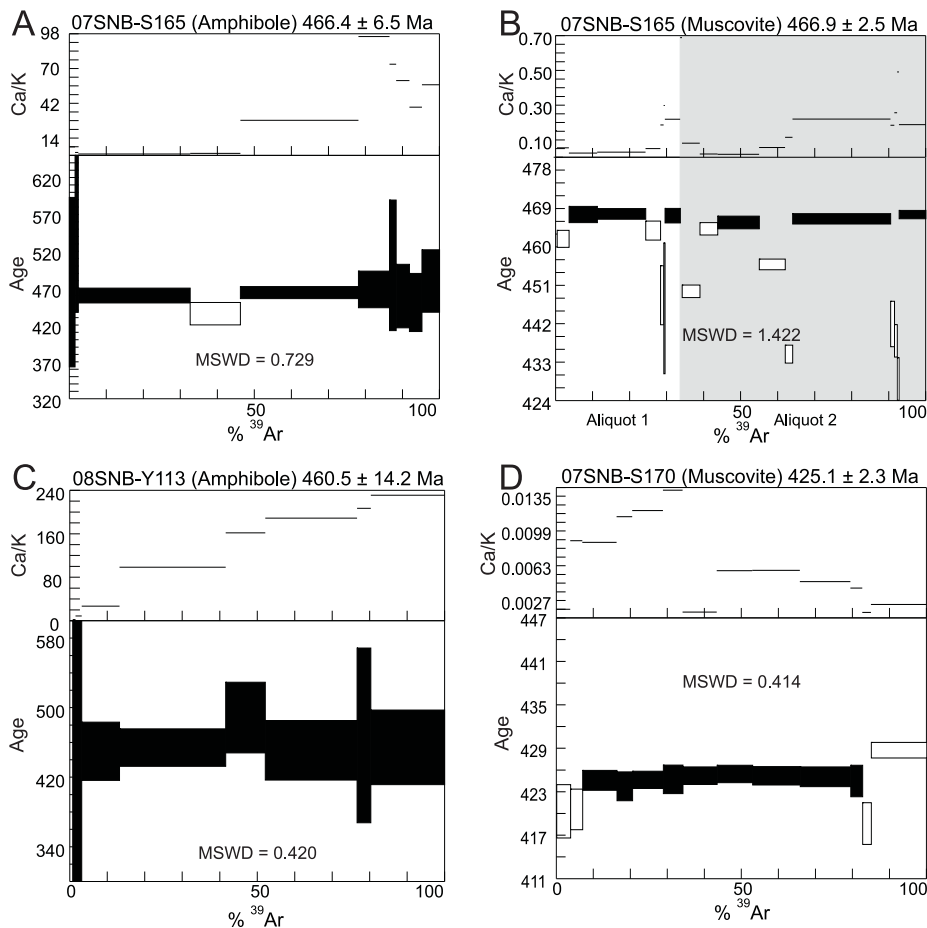 A
07SNB-S165 (Amphibole) 466.4 ± 6.5 Ma
98
70
42
14
Ca/K
620
570
520
470
420
370
320
Age
MSWD = 0.729
50
100
% ³⁹Ar
B
07SNB-S165 (Muscovite) 466.9 ± 2.5 Ma
0.70
0.50
0.30
0.10
Ca/K
478
469
460
451
442
433
424
Age
MSWD = 1.422
50
100
Aliquot 1
Aliquot 2
% ³⁹Ar
C
08SNB-Y113 (Amphibole) 460.5 ± 14.2 Ma
240
160
80
0
Ca/K
580
500
420
340
Age
MSWD = 0.420
0
50
100
% ³⁹Ar
D
07SNB-S170 (Muscovite) 425.1 ± 2.3 Ma
0.0135
0.0099
0.0063
0.0027
Ca/K
447
441
435
429
423
417
411
Age
MSWD = 0.414
0
50
100
% ³⁹Ar